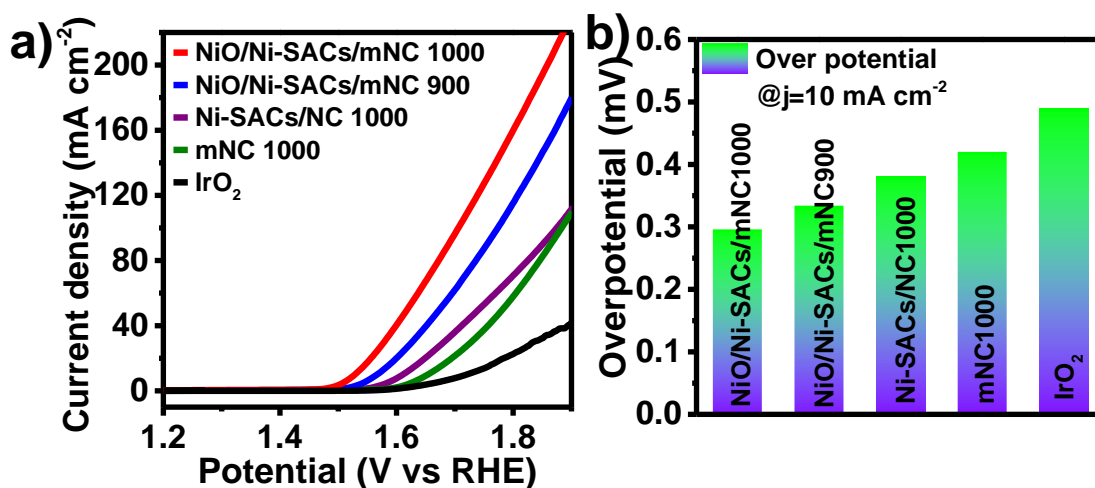 a)
Current density (mA cm⁻²)
200
160
120
80
40
0
NiO/Ni-SACs/mNC 1000
NiO/Ni-SACs/mNC 900
Ni-SACs/NC 1000
mNC 1000
IrO₂
1.2
1.4
1.6
1.8
Potential (V vs RHE)
b)
Overpotential (mV)
0.6
0.5
0.4
0.3
0.2
0.1
0.0
Over potential
@j=10 mA cm⁻²
NiO/Ni-SACs/mNC1000
NiO/Ni-SACs/mNC900
Ni-SACs/NC1000
mNC1000
IrO₂